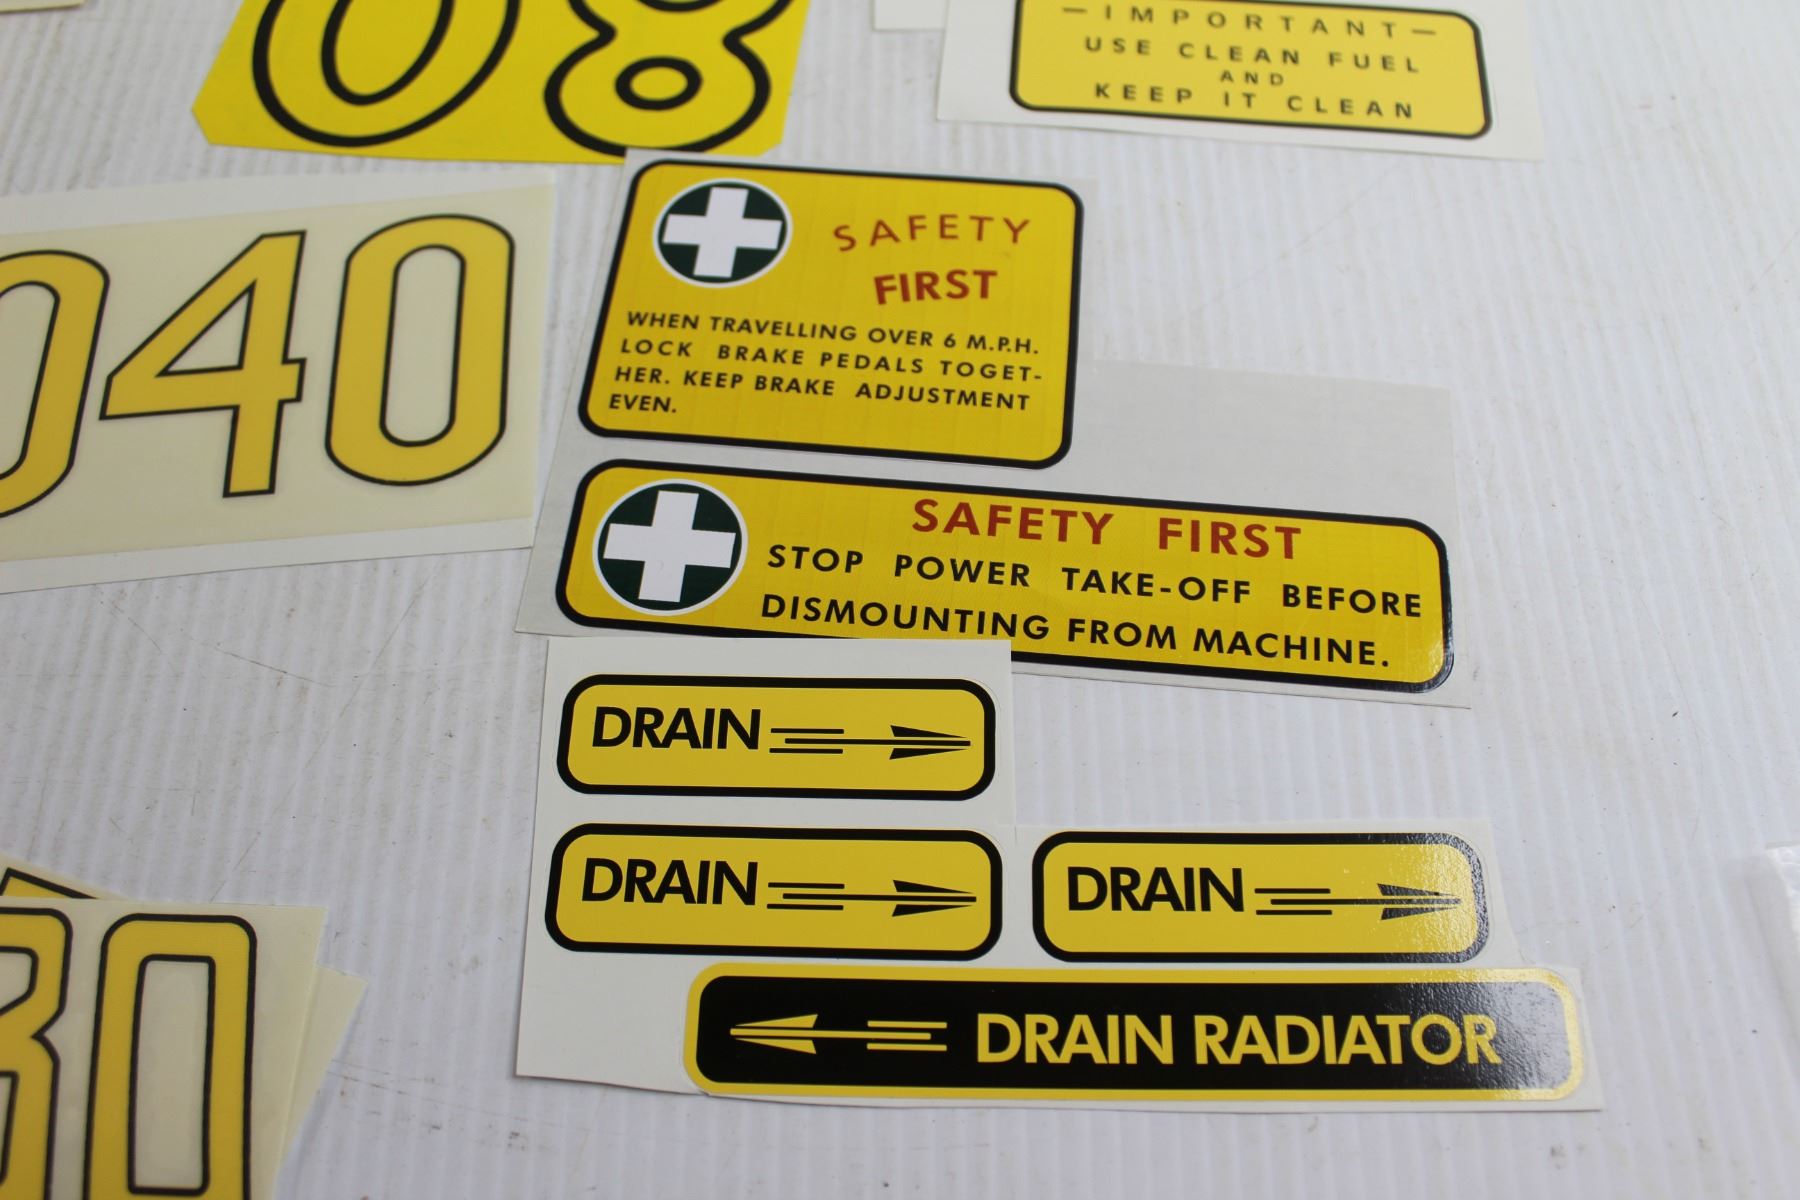 08
— IMPORTANT —
USE CLEAN FUEL
AND
KEEP IT CLEAN
040
SAFETY
FIRST
WHEN TRAVELLING OVER 6 M.P.H.
LOCK BRAKE PEDALS TOGET-
HER. KEEP BRAKE ADJUSTMENT
EVEN.
SAFETY FIRST
STOP POWER TAKE-OFF BEFORE
DISMOUNTING FROM MACHINE.
DRAIN
DRAIN
DRAIN
DRAIN RADIATOR
30